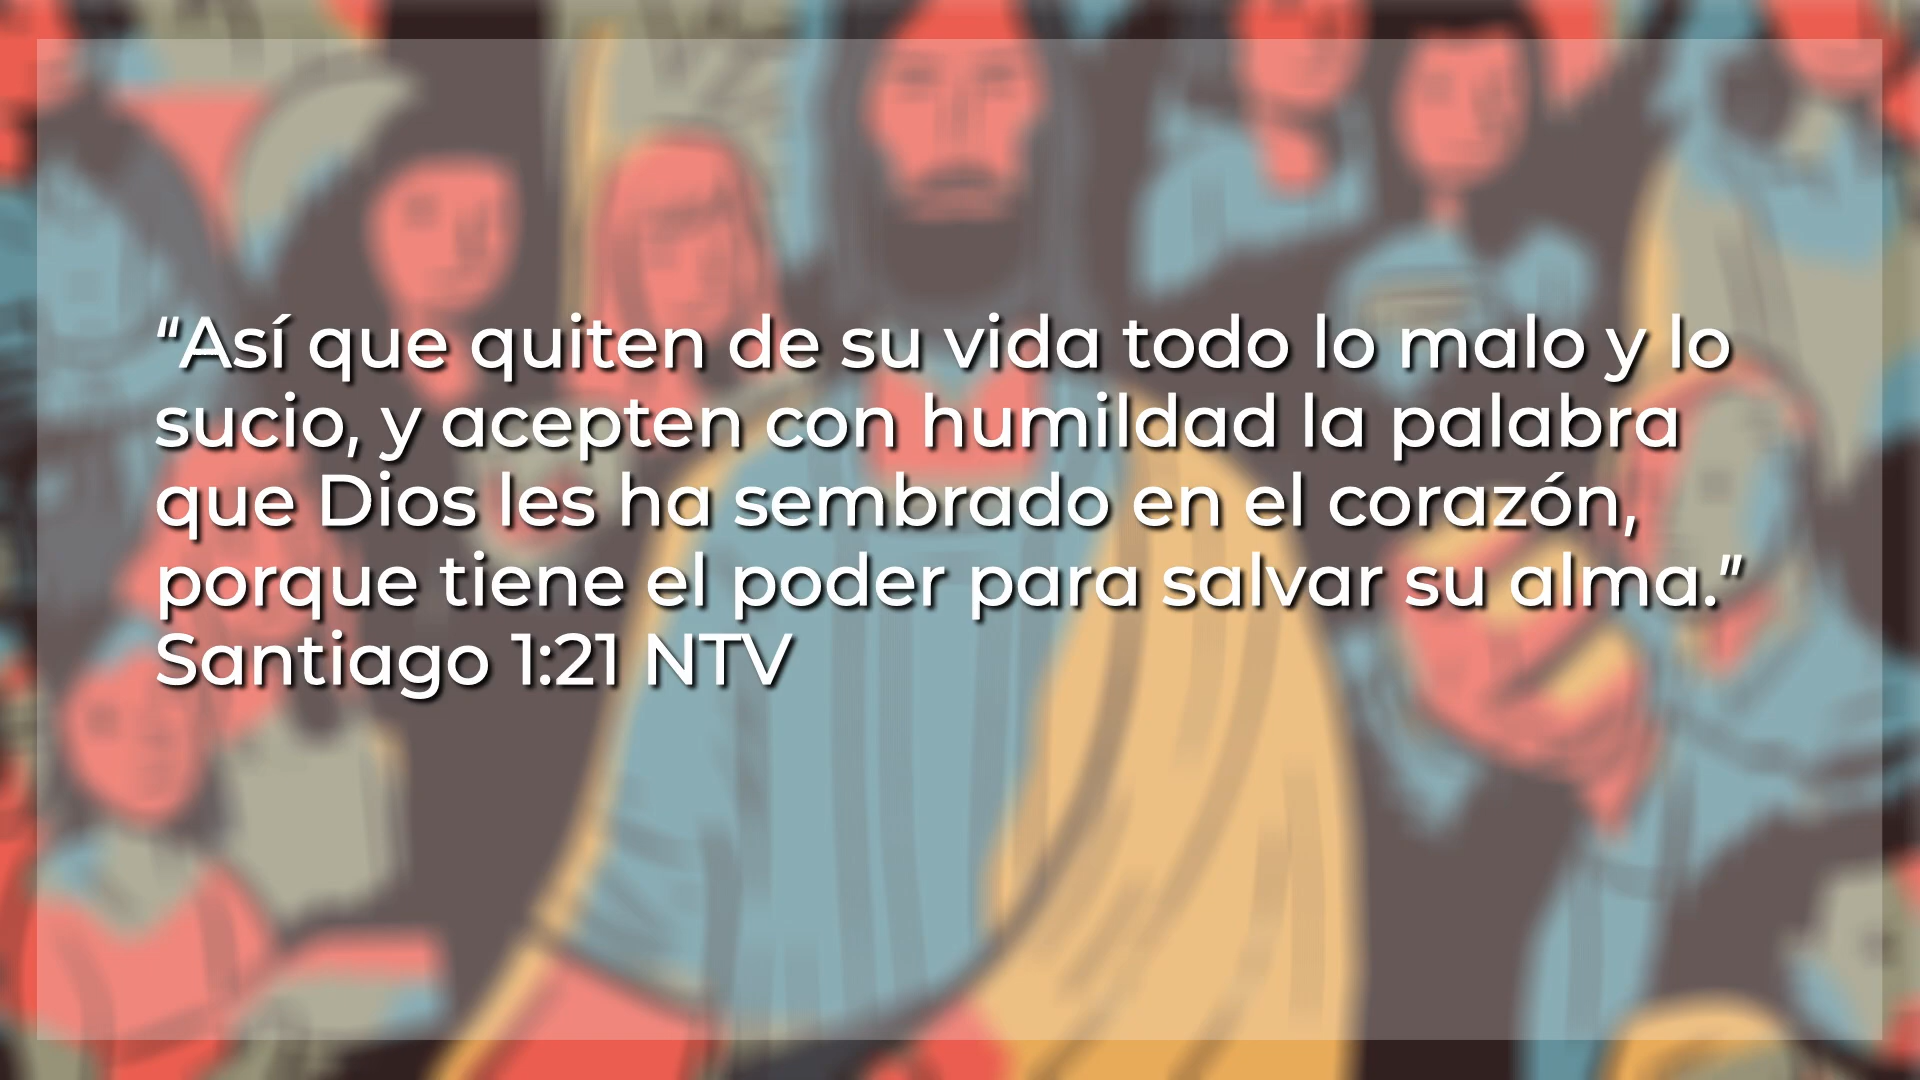 "Así que quiten de su vida todo lo malo y lo
sucio, y acepten con humildad la palabra
que Dios les ha sembrado en el corazón,
porque tiene el poder para salvar su alma."
Santiago 1:21 NTV